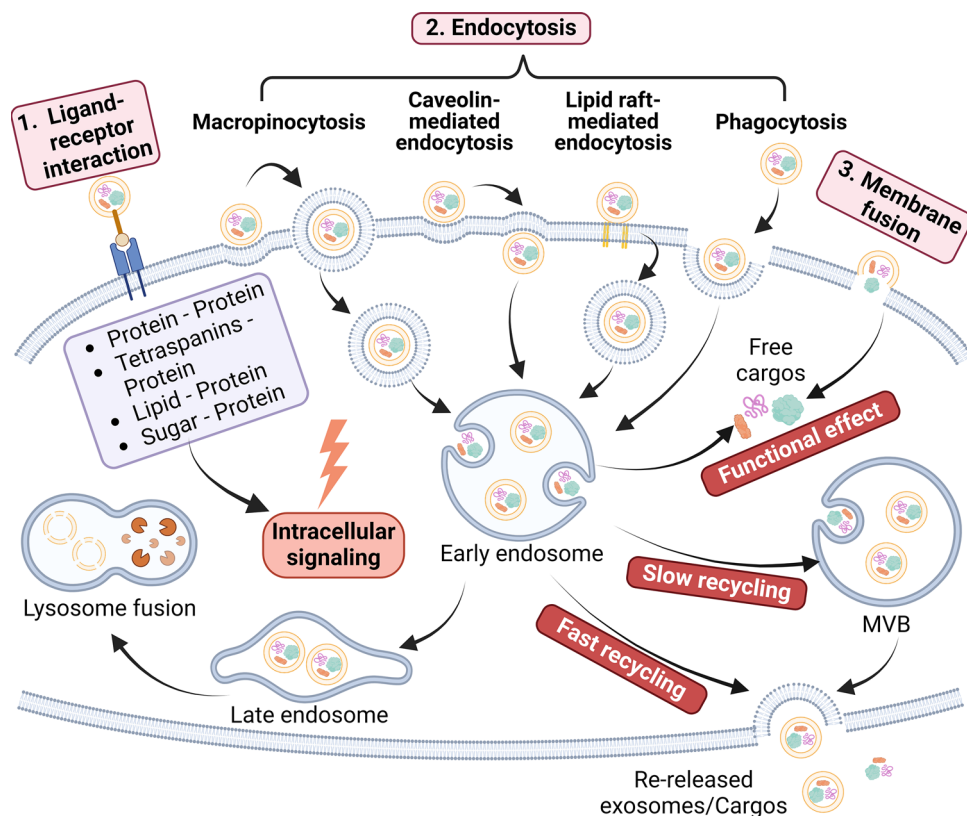 2. Endocytosis
1. Ligand-
receptor
interaction
Macropinocytosis
Caveolin-
mediated
endocytosis
Lipid raft-
mediated
endocytosis
Phagocytosis
3. Membrane
fusion
• Protein - Protein
• Tetraspanins -
Protein
• Lipid - Protein
• Sugar - Protein
Free
cargos
Functional effect
Intracellular
signaling
Early endosome
Slow recycling
Lysosome fusion
MVB
Fast recycling
Late endosome
Re-released
exosomes/Cargos